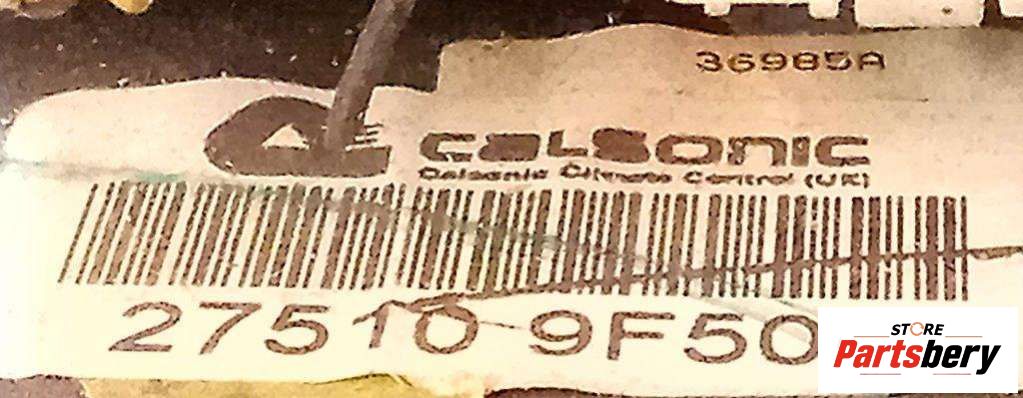 36985A
CALSONIC
Calsonic Climate Control (UK)
27510 9F50
STORE
Partsbery